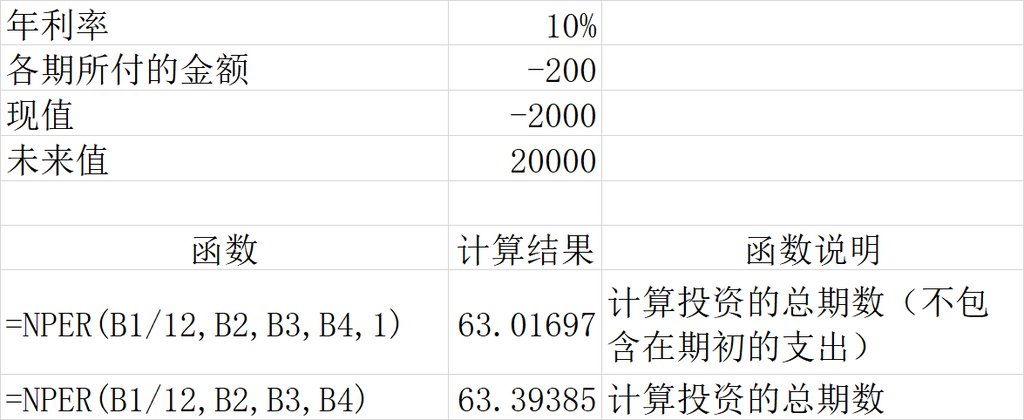 年利率 10%
各期所付的金额 -200
现值 -2000
未来值 20000
函数 计算结果 函数说明
=NPER(B1/12,B2,B3,B4,1) 63.01697 计算投资的总期数（不包
含在期初的支出）
=NPER(B1/12,B2,B3,B4) 63.39385 计算投资的总期数